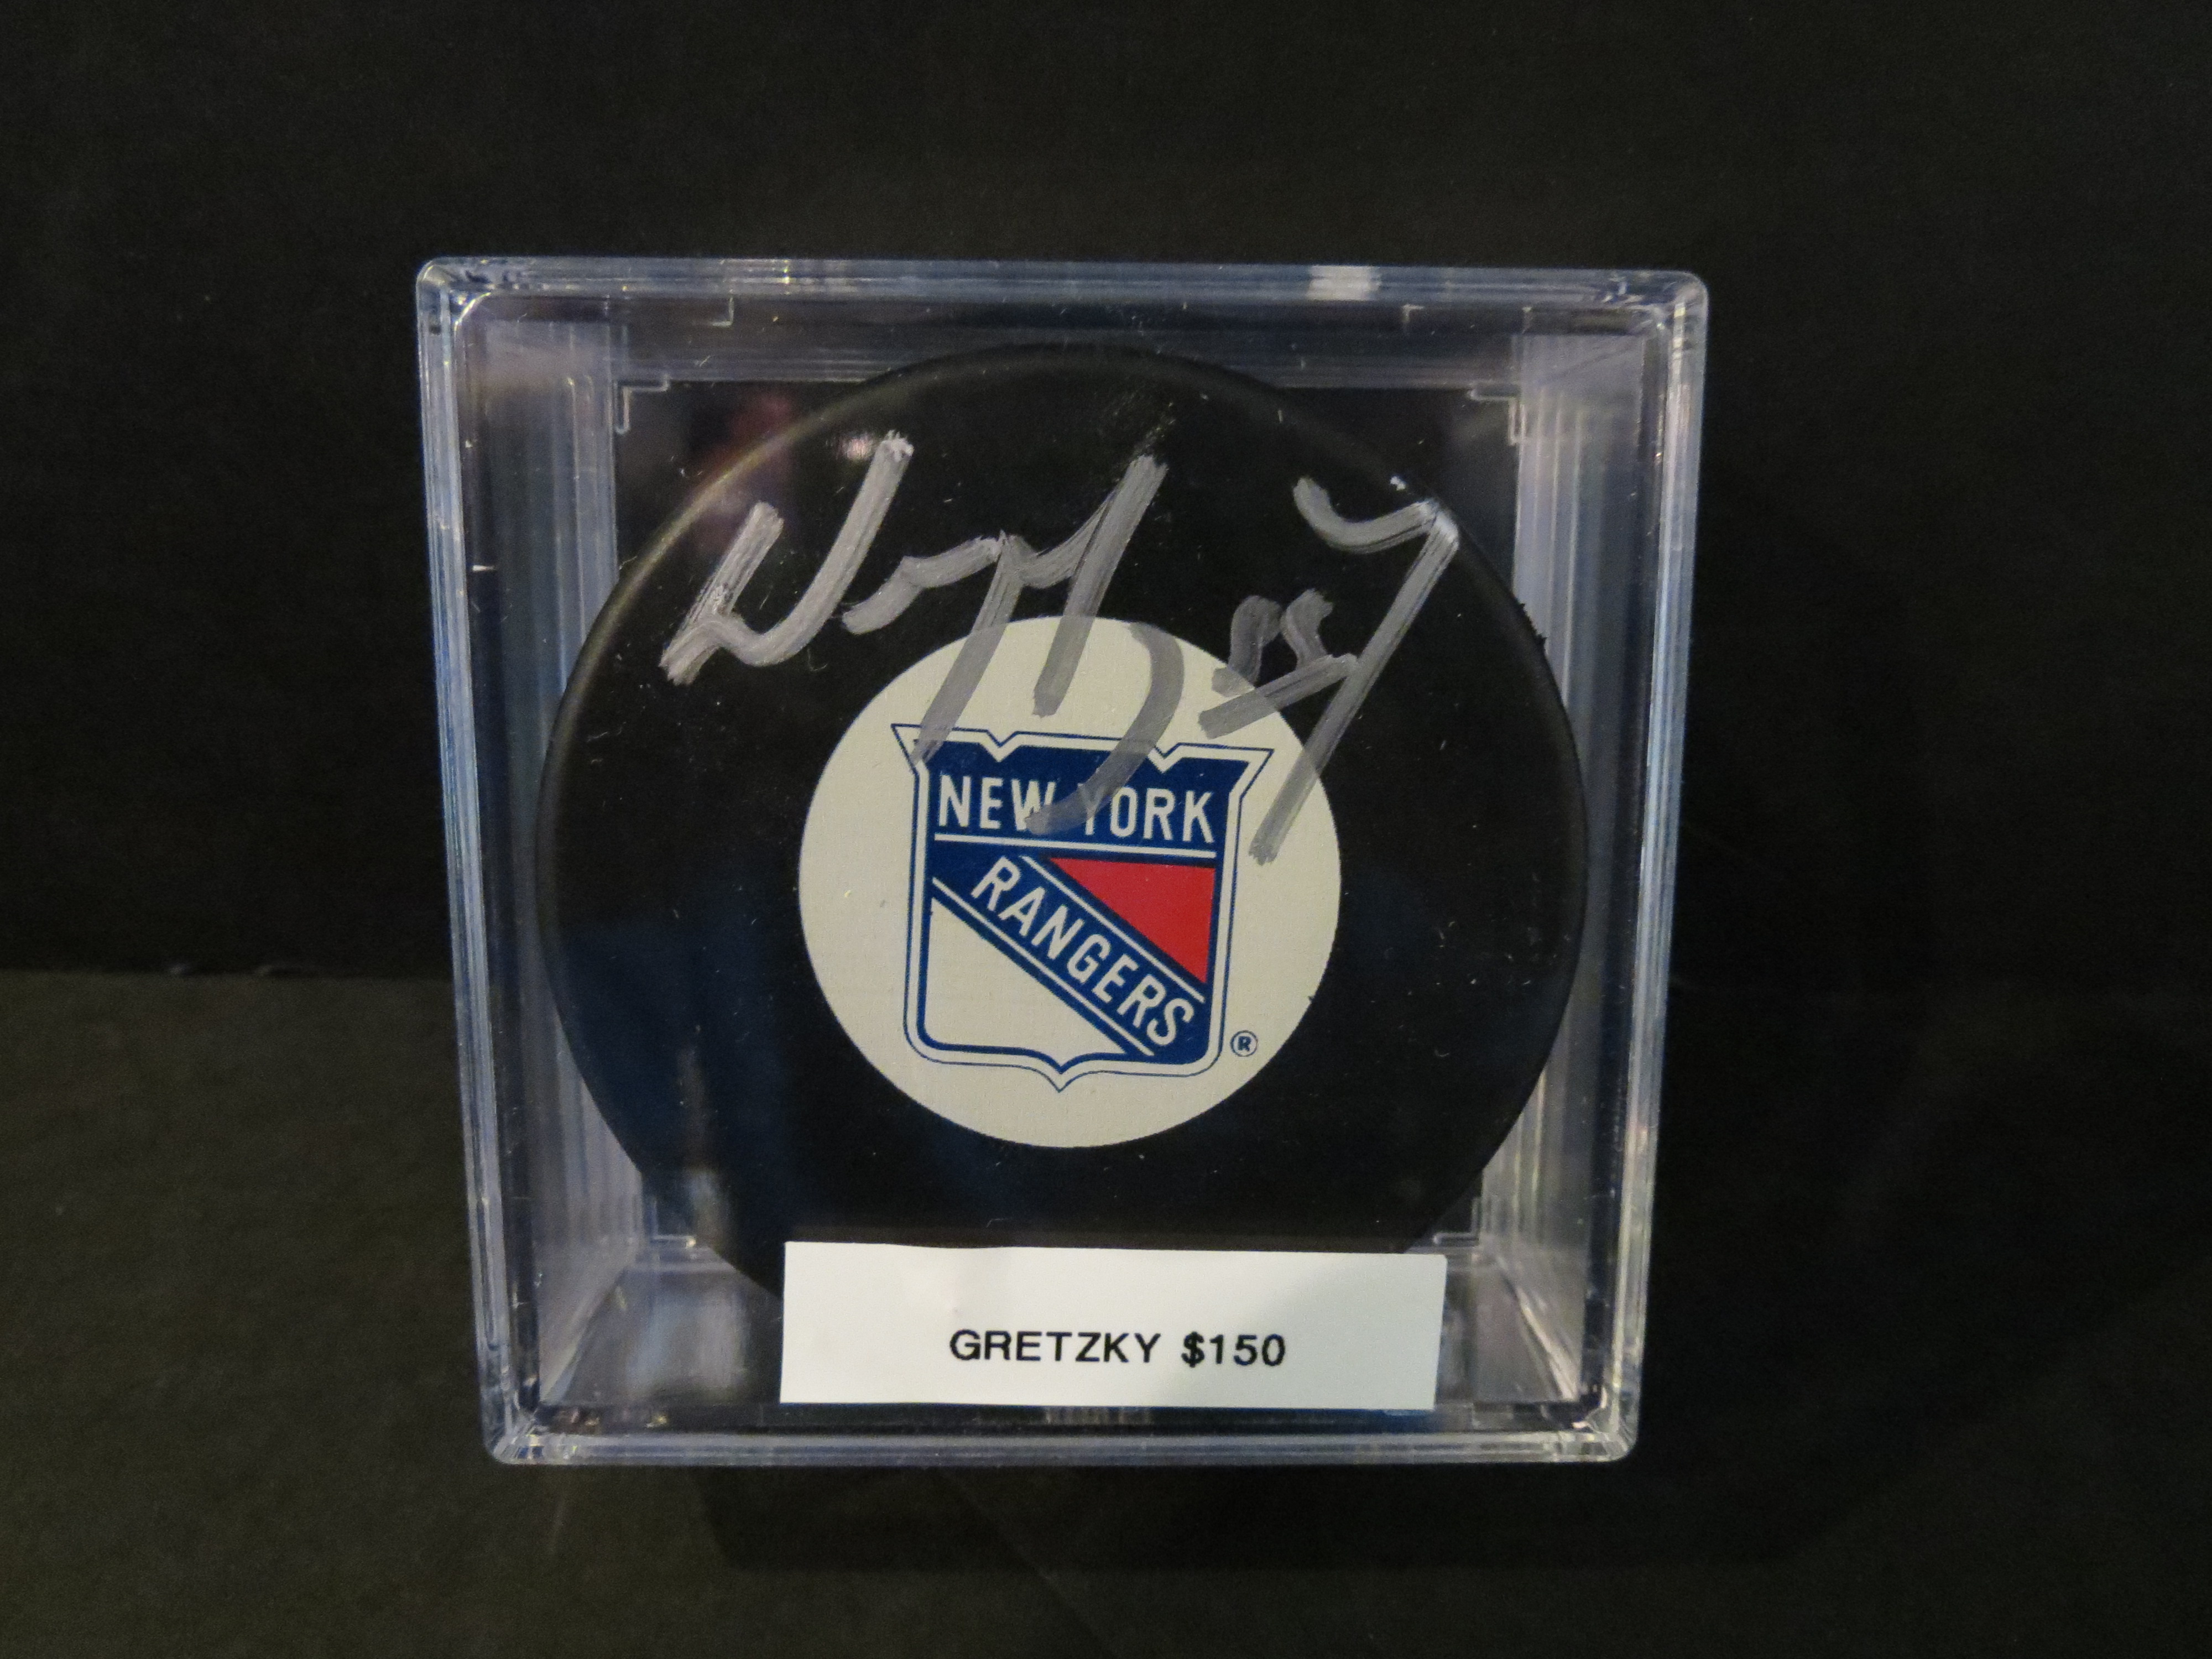 NEW YORK
RANGERS
®
GRETZKY $150